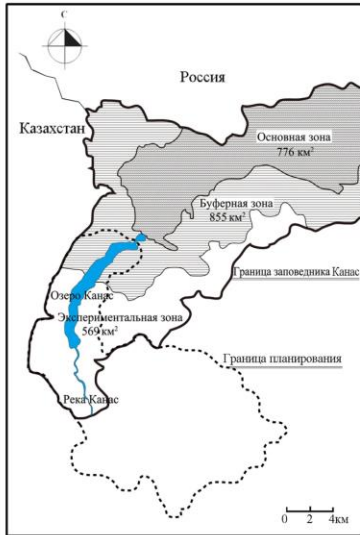 с
Россия
Казахстан
Основная зона
776 км²
Буферная зона
855 км²
Граница заповедника Канас
Озеро Канас
Экспериментальная зона
569 км²
Граница планирования
Река Канас
0 2 4км